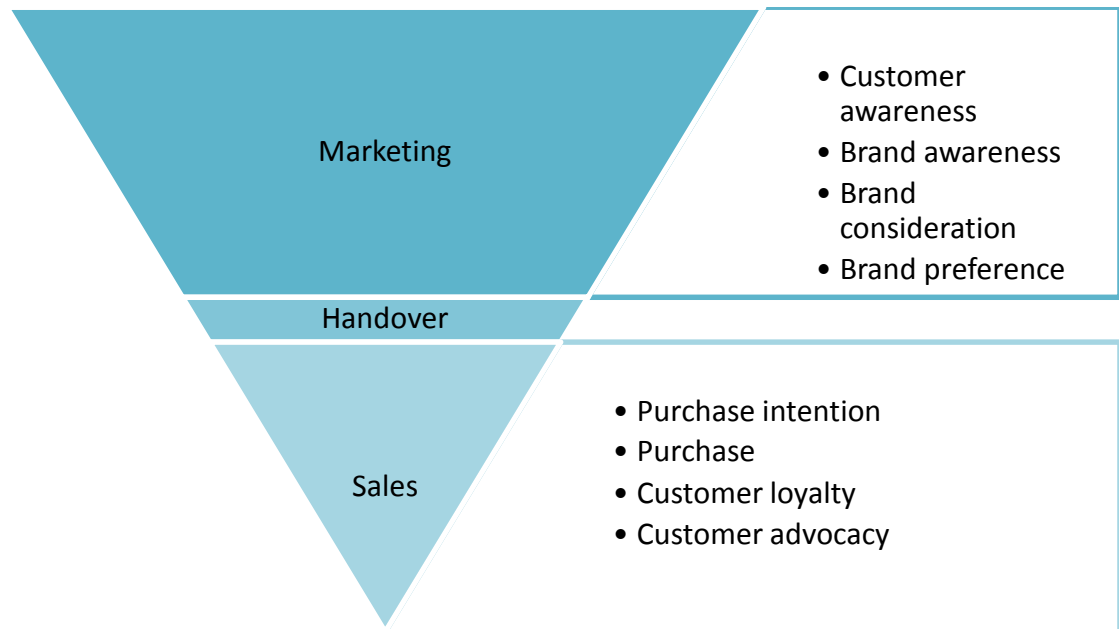 Marketing
• Customer
awareness
• Brand awareness
• Brand
consideration
• Brand preference
Handover
Sales
• Purchase intention
• Purchase
• Customer loyalty
• Customer advocacy